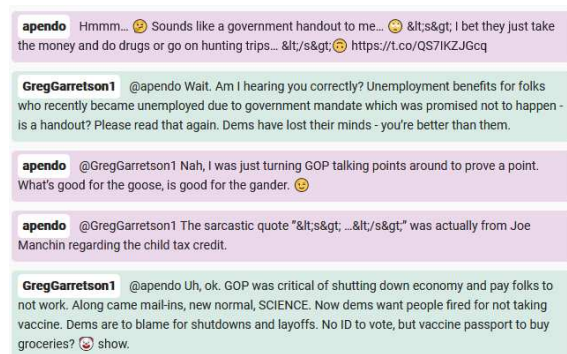 apendo Hmmm... 🤔 Sounds like a government handout to me... 🙄 &lt;s&gt; I bet they just take
the money and do drugs or go on hunting trips... &lt;/s&gt;🙃 https://t.co/QS7IKZJGcq
GregGarretson1 @apendo Wait. Am I hearing you correctly? Unemployment benefits for folks
who recently became unemployed due to government mandate which was promised not to happen -
is a handout? Please read that again. Dems have lost their minds - you're better than them.
apendo @GregGarretson1 Nah, I was just turning GOP talking points around to prove a point.
What's good for the goose, is good for the gander. 😉
apendo @GregGarretson1 The sarcastic quote "&lt;s&gt; ...&lt;/s&gt;" was actually from Joe
Manchin regarding the child tax credit.
GregGarretson1 @apendo Uh, ok. GOP was critical of shutting down economy and pay folks to
not work. Along came mail-ins, new normal, SCIENCE. Now dems want people fired for not taking
vaccine. Dems are to blame for shutdowns and layoffs. No ID to vote, but vaccine passport to buy
groceries? 🤡 show.